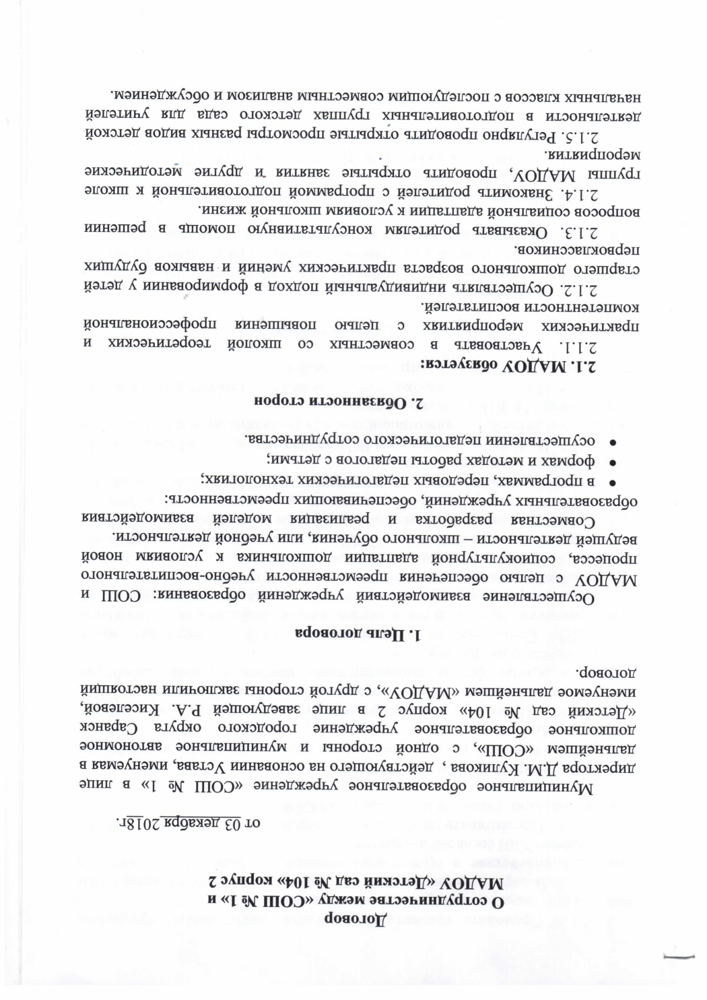 Договор
О сотрудничестве между «СОШ № 1» и
МАДОУ «Детский сад № 104» корпус 2
от 03 декабря 2018г.
Муниципальное образовательное учреждение «СОШ № 1» в лице
директора Д.М. Куликова , действующего на основании Устава, именуемая в
дальнейшем «СОШ», с одной стороны и муниципальное автономное
дошкольное образовательное учреждение городского округа Саранск
«Детский сад № 104» корпус 2 в лице заведующей Р.А. Киселевой,
именуемое дальнейшем «МАДОУ», с другой стороны заключили настоящий
договор.
1. Цель договора
Осуществление взаимодействий учреждений образования: СОШ и
МАДОУ с целью обеспечения преемственности учебно-воспитательного
процесса, социокультурной адаптации дошкольника к условиям новой
ведущей деятельности – школьного обучения, или учебной деятельности.
Совместная разработка и реализация моделей взаимодействия
образовательных учреждений, обеспечивающих преемственность:
• в программах, передовых педагогических технологиях;
• формах и методах работы педагогов с детьми;
• осуществлении педагогического сотрудничества.
2. Обязанности сторон
2.1. МАДОУ обязуется:
2.1.1. Участвовать в совместных со школой теоретических и
практических мероприятиях с целью повышения профессиональной
компетентности воспитателей.
2.1.2. Осуществлять индивидуальный подход в формировании у детей
старшего дошкольного возраста практических умений и навыков будущих
первоклассников.
2.1.3. Оказывать родителям консультативную помощь в решении
вопросов социальной адаптации к условиям школьной жизни.
2.1.4. Знакомить родителей с программой подготовительной к школе
группы МАДОУ, проводить открытые занятия и другие методические
мероприятия.
2.1.5. Регулярно проводить открытые просмотры разных видов детской
деятельности в подготовительных группах детского сада для учителей
начальных классов с последующим совместным анализом и обсуждением.